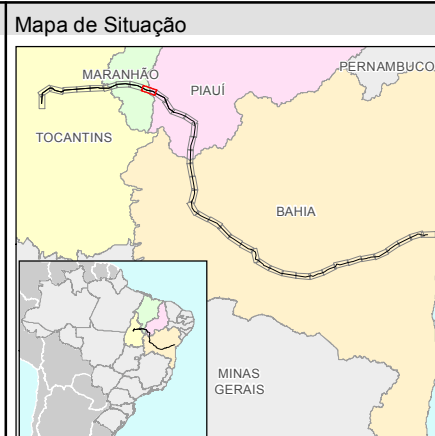 Mapa de Situação
PERNAMBUCO
MARANHÃO
PIAUÍ
TOCANTINS
BAHIA
MINAS
GERAIS